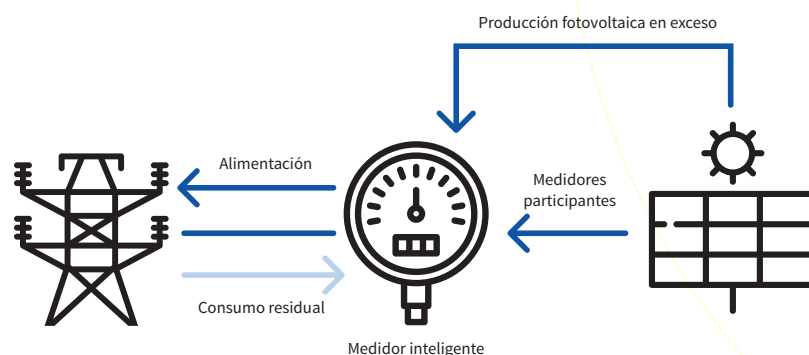 Producción fotovoltaica en exceso
Alimentación
Medidores
participantes
Consumo residual
Medidor inteligente